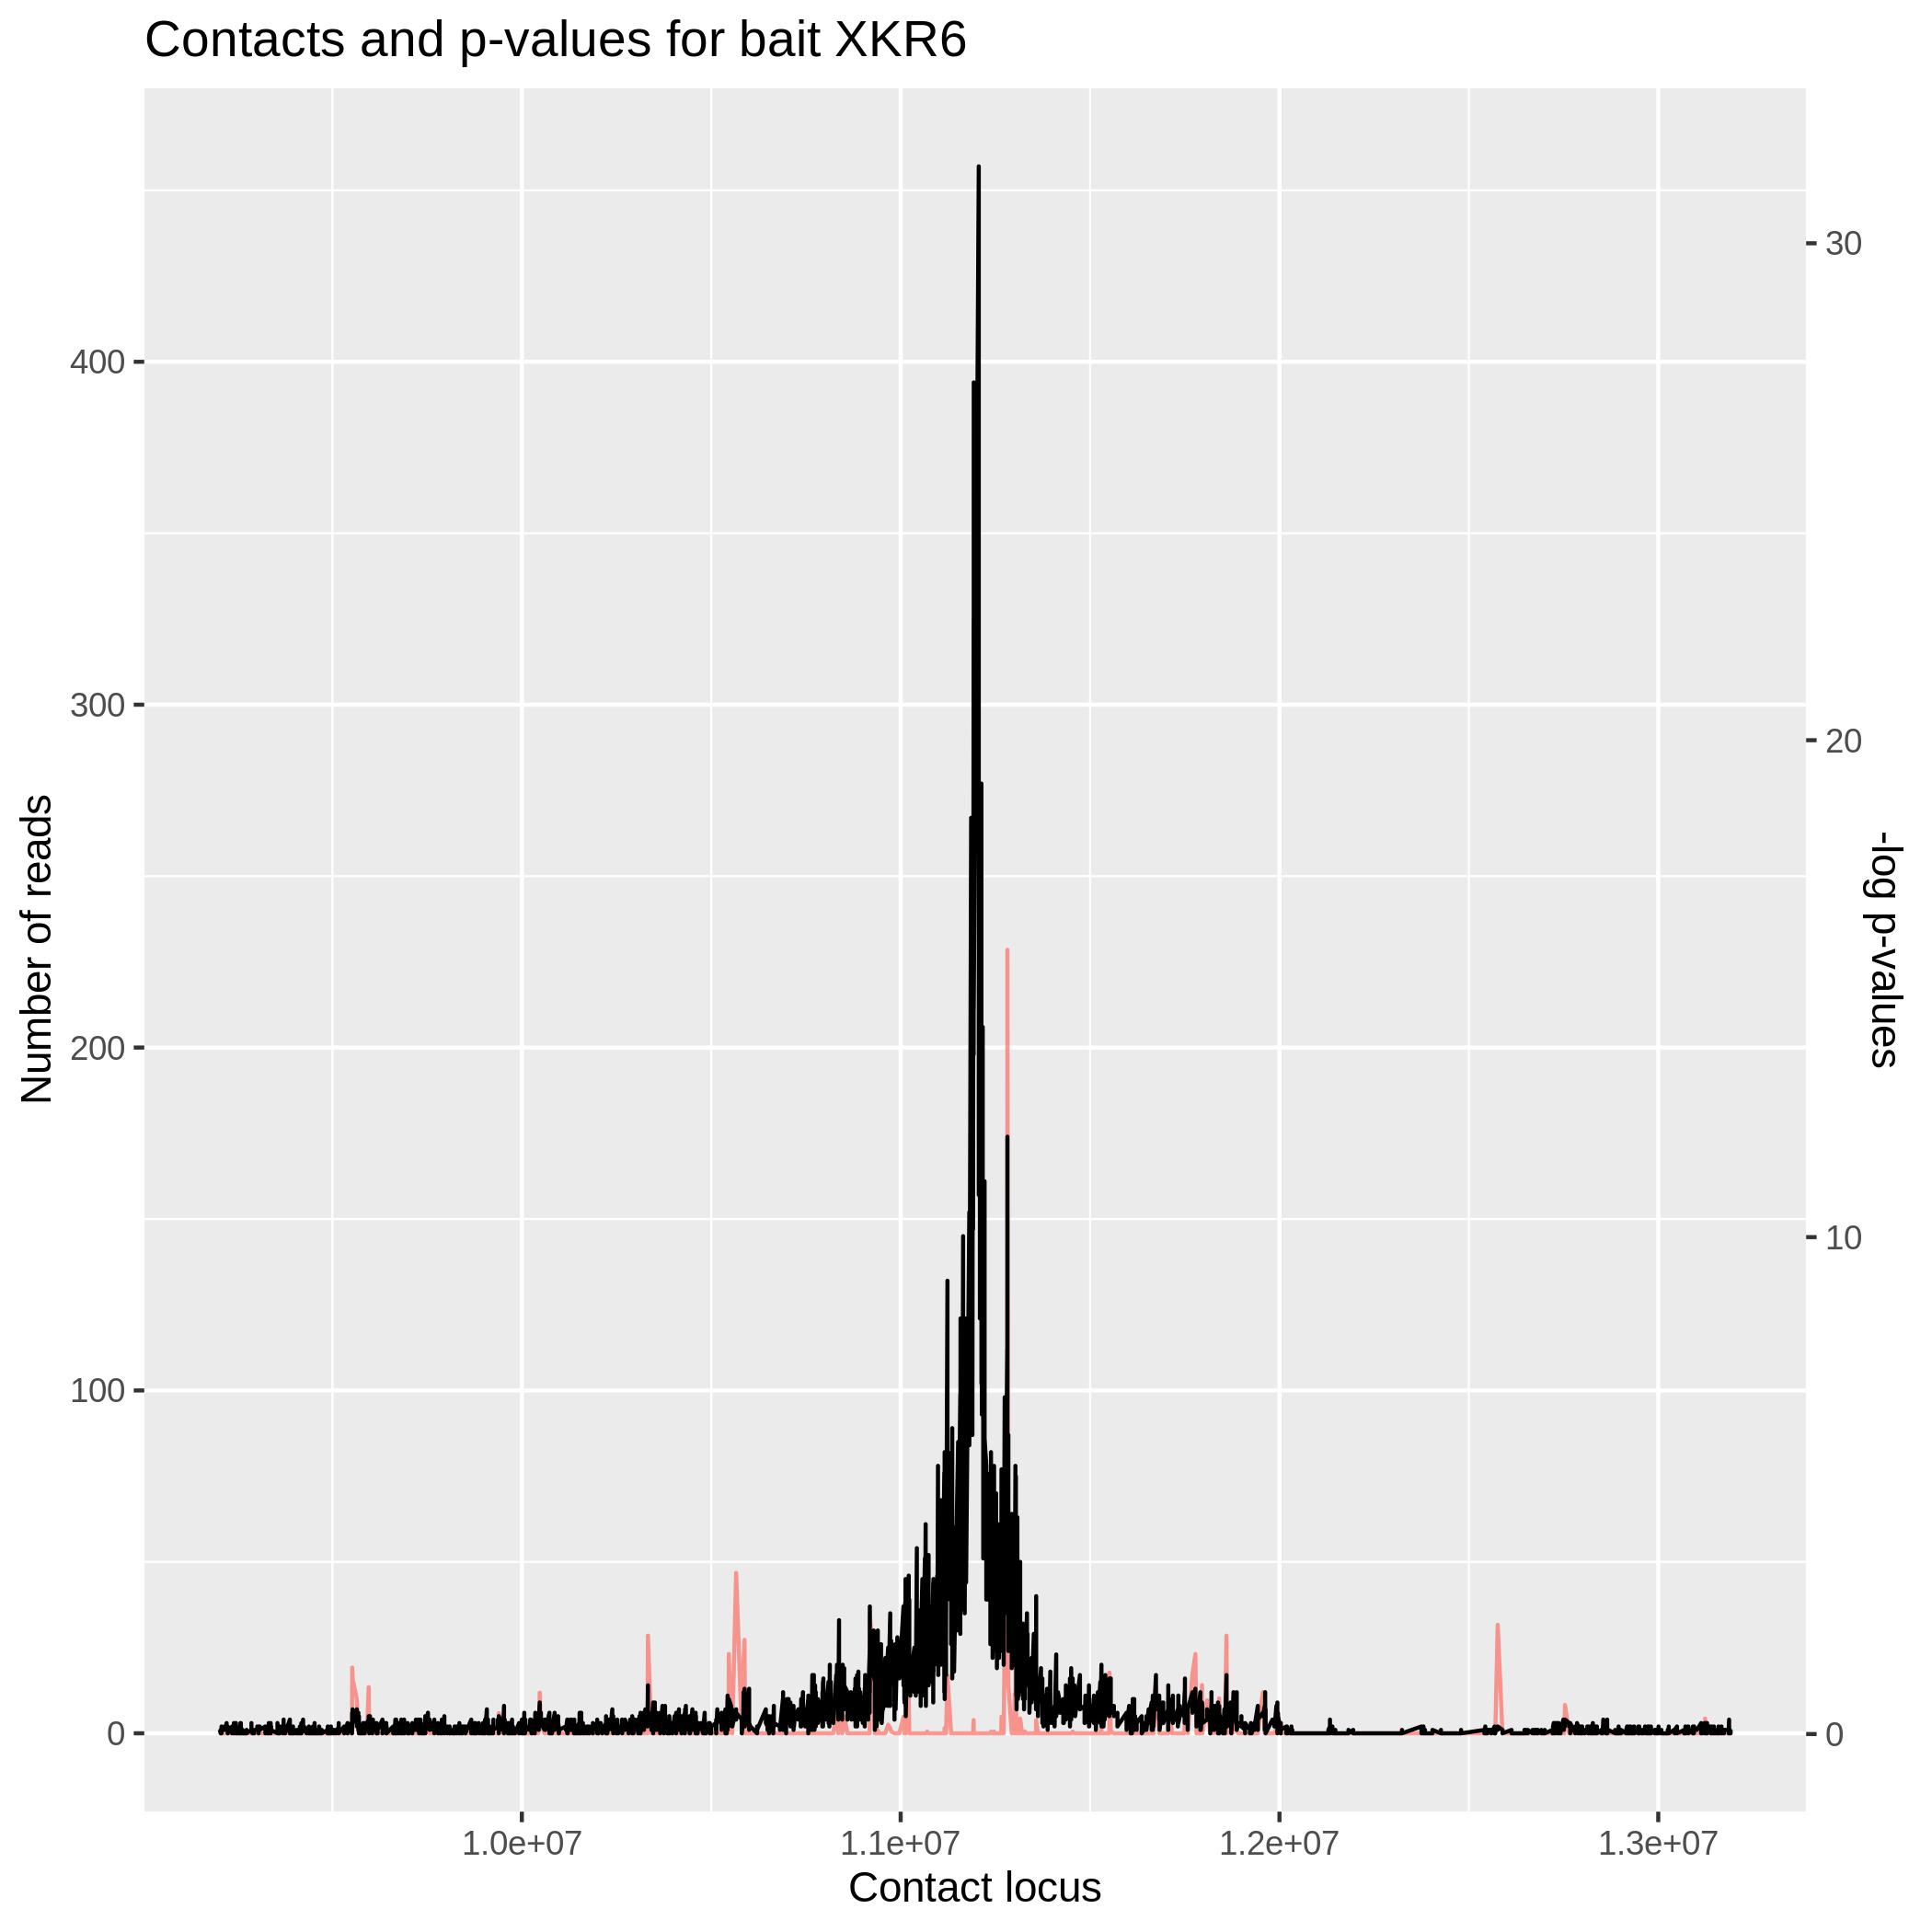 Contacts and p-values for bait XKR6
Number of reads
400
300
200
100
0
30
20
10
0
-log p-values
1.0e+07
1.1e+07
1.2e+07
1.3e+07
Contact locus